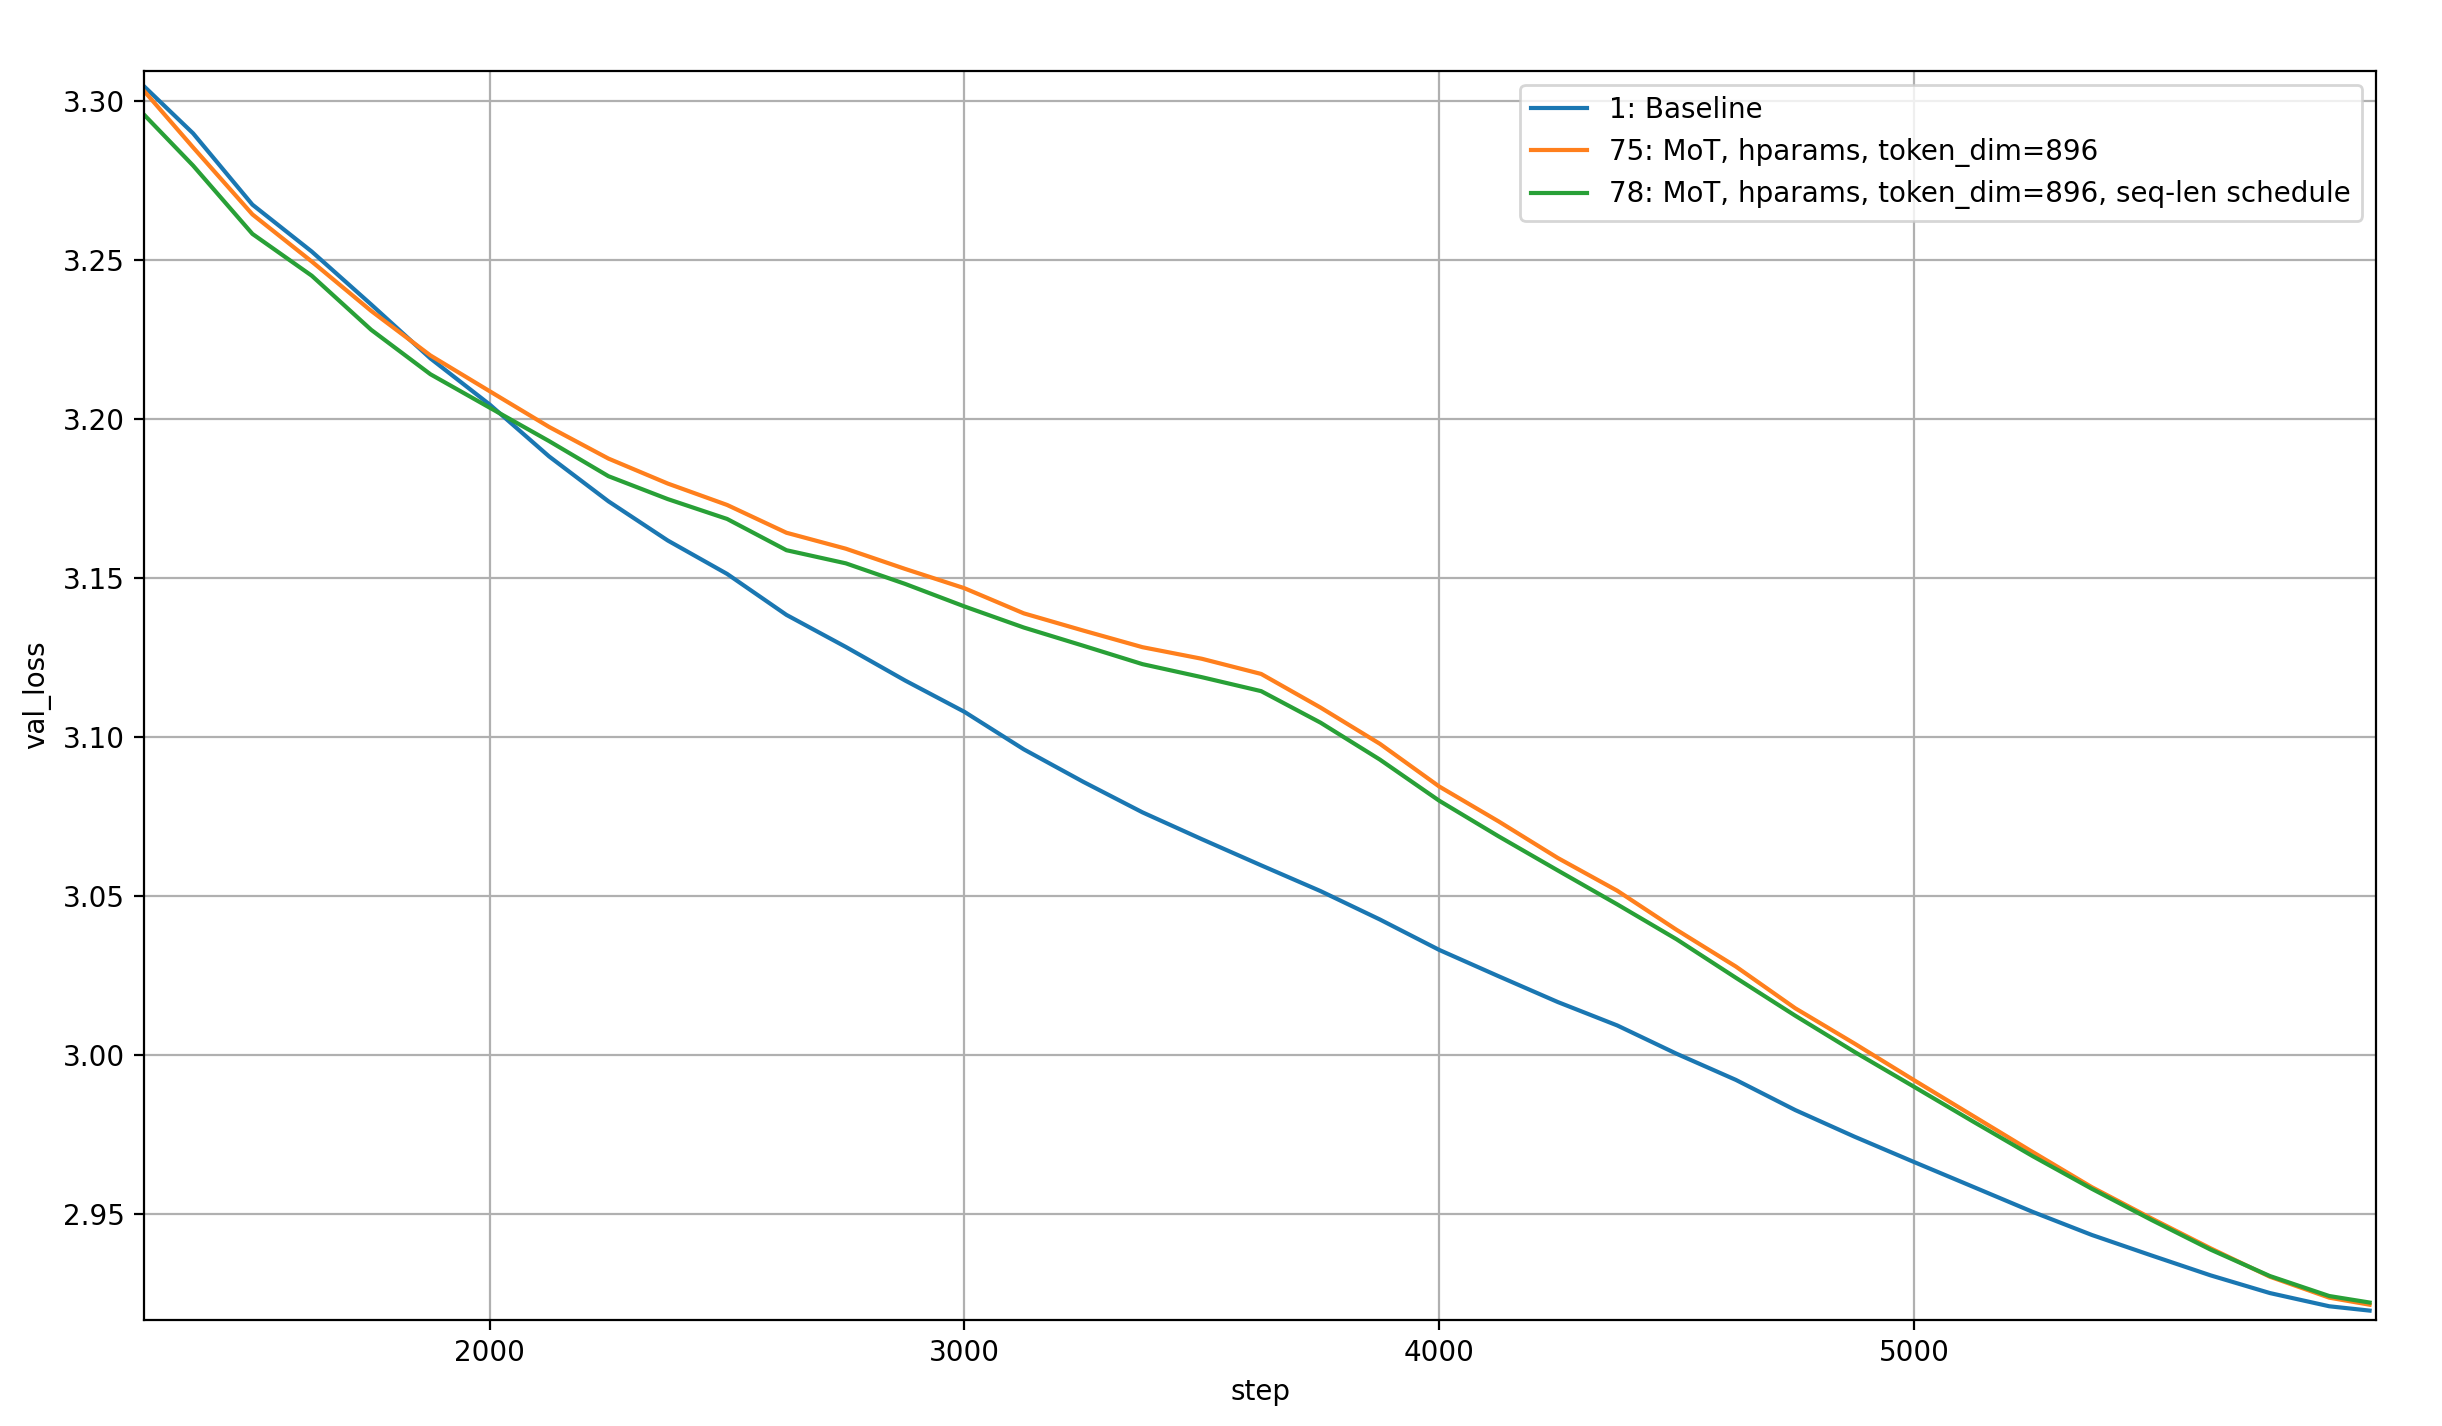 1: Baseline
75: MoT, hparams, token_dim=896
78: MoT, hparams, token_dim=896, seq-len schedule
val_loss
3.30
3.25
3.20
3.15
3.10
3.05
3.00
2.95
2000
3000
4000
5000
step